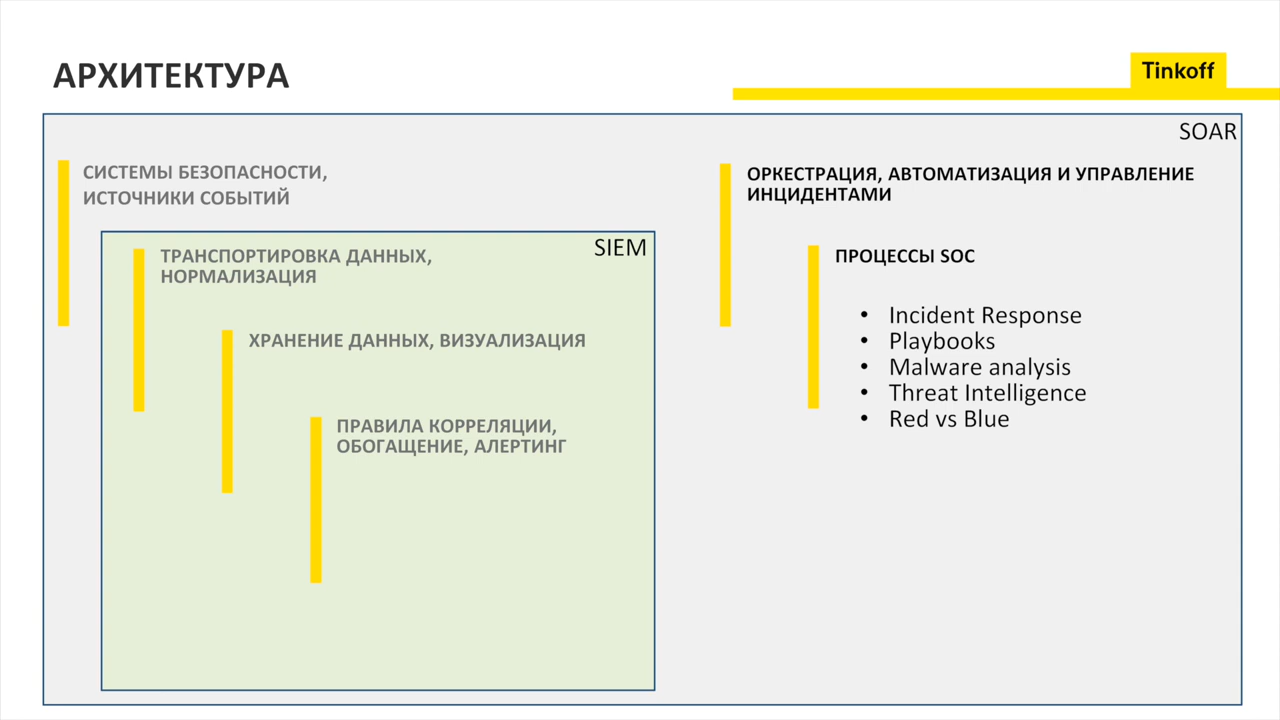 АРХИТЕКТУРА
Tinkoff
SOAR
СИСТЕМЫ БЕЗОПАСНОСТИ,
ИСТОЧНИКИ СОБЫТИЙ
SIEM
ТРАНСПОРТИРОВКА ДАННЫХ,
НОРМАЛИЗАЦИЯ
ХРАНЕНИЕ ДАННЫХ, ВИЗУАЛИЗАЦИЯ
ПРАВИЛА КОРРЕЛЯЦИИ,
ОБОГАЩЕНИЕ, АЛЕРТИНГ
ОРКЕСТРАЦИЯ, АВТОМАТИЗАЦИЯ И УПРАВЛЕНИЕ
ИНЦИДЕНТАМИ
ПРОЦЕССЫ SOC
• Incident Response
• Playbooks
• Malware analysis
• Threat Intelligence
• Red vs Blue